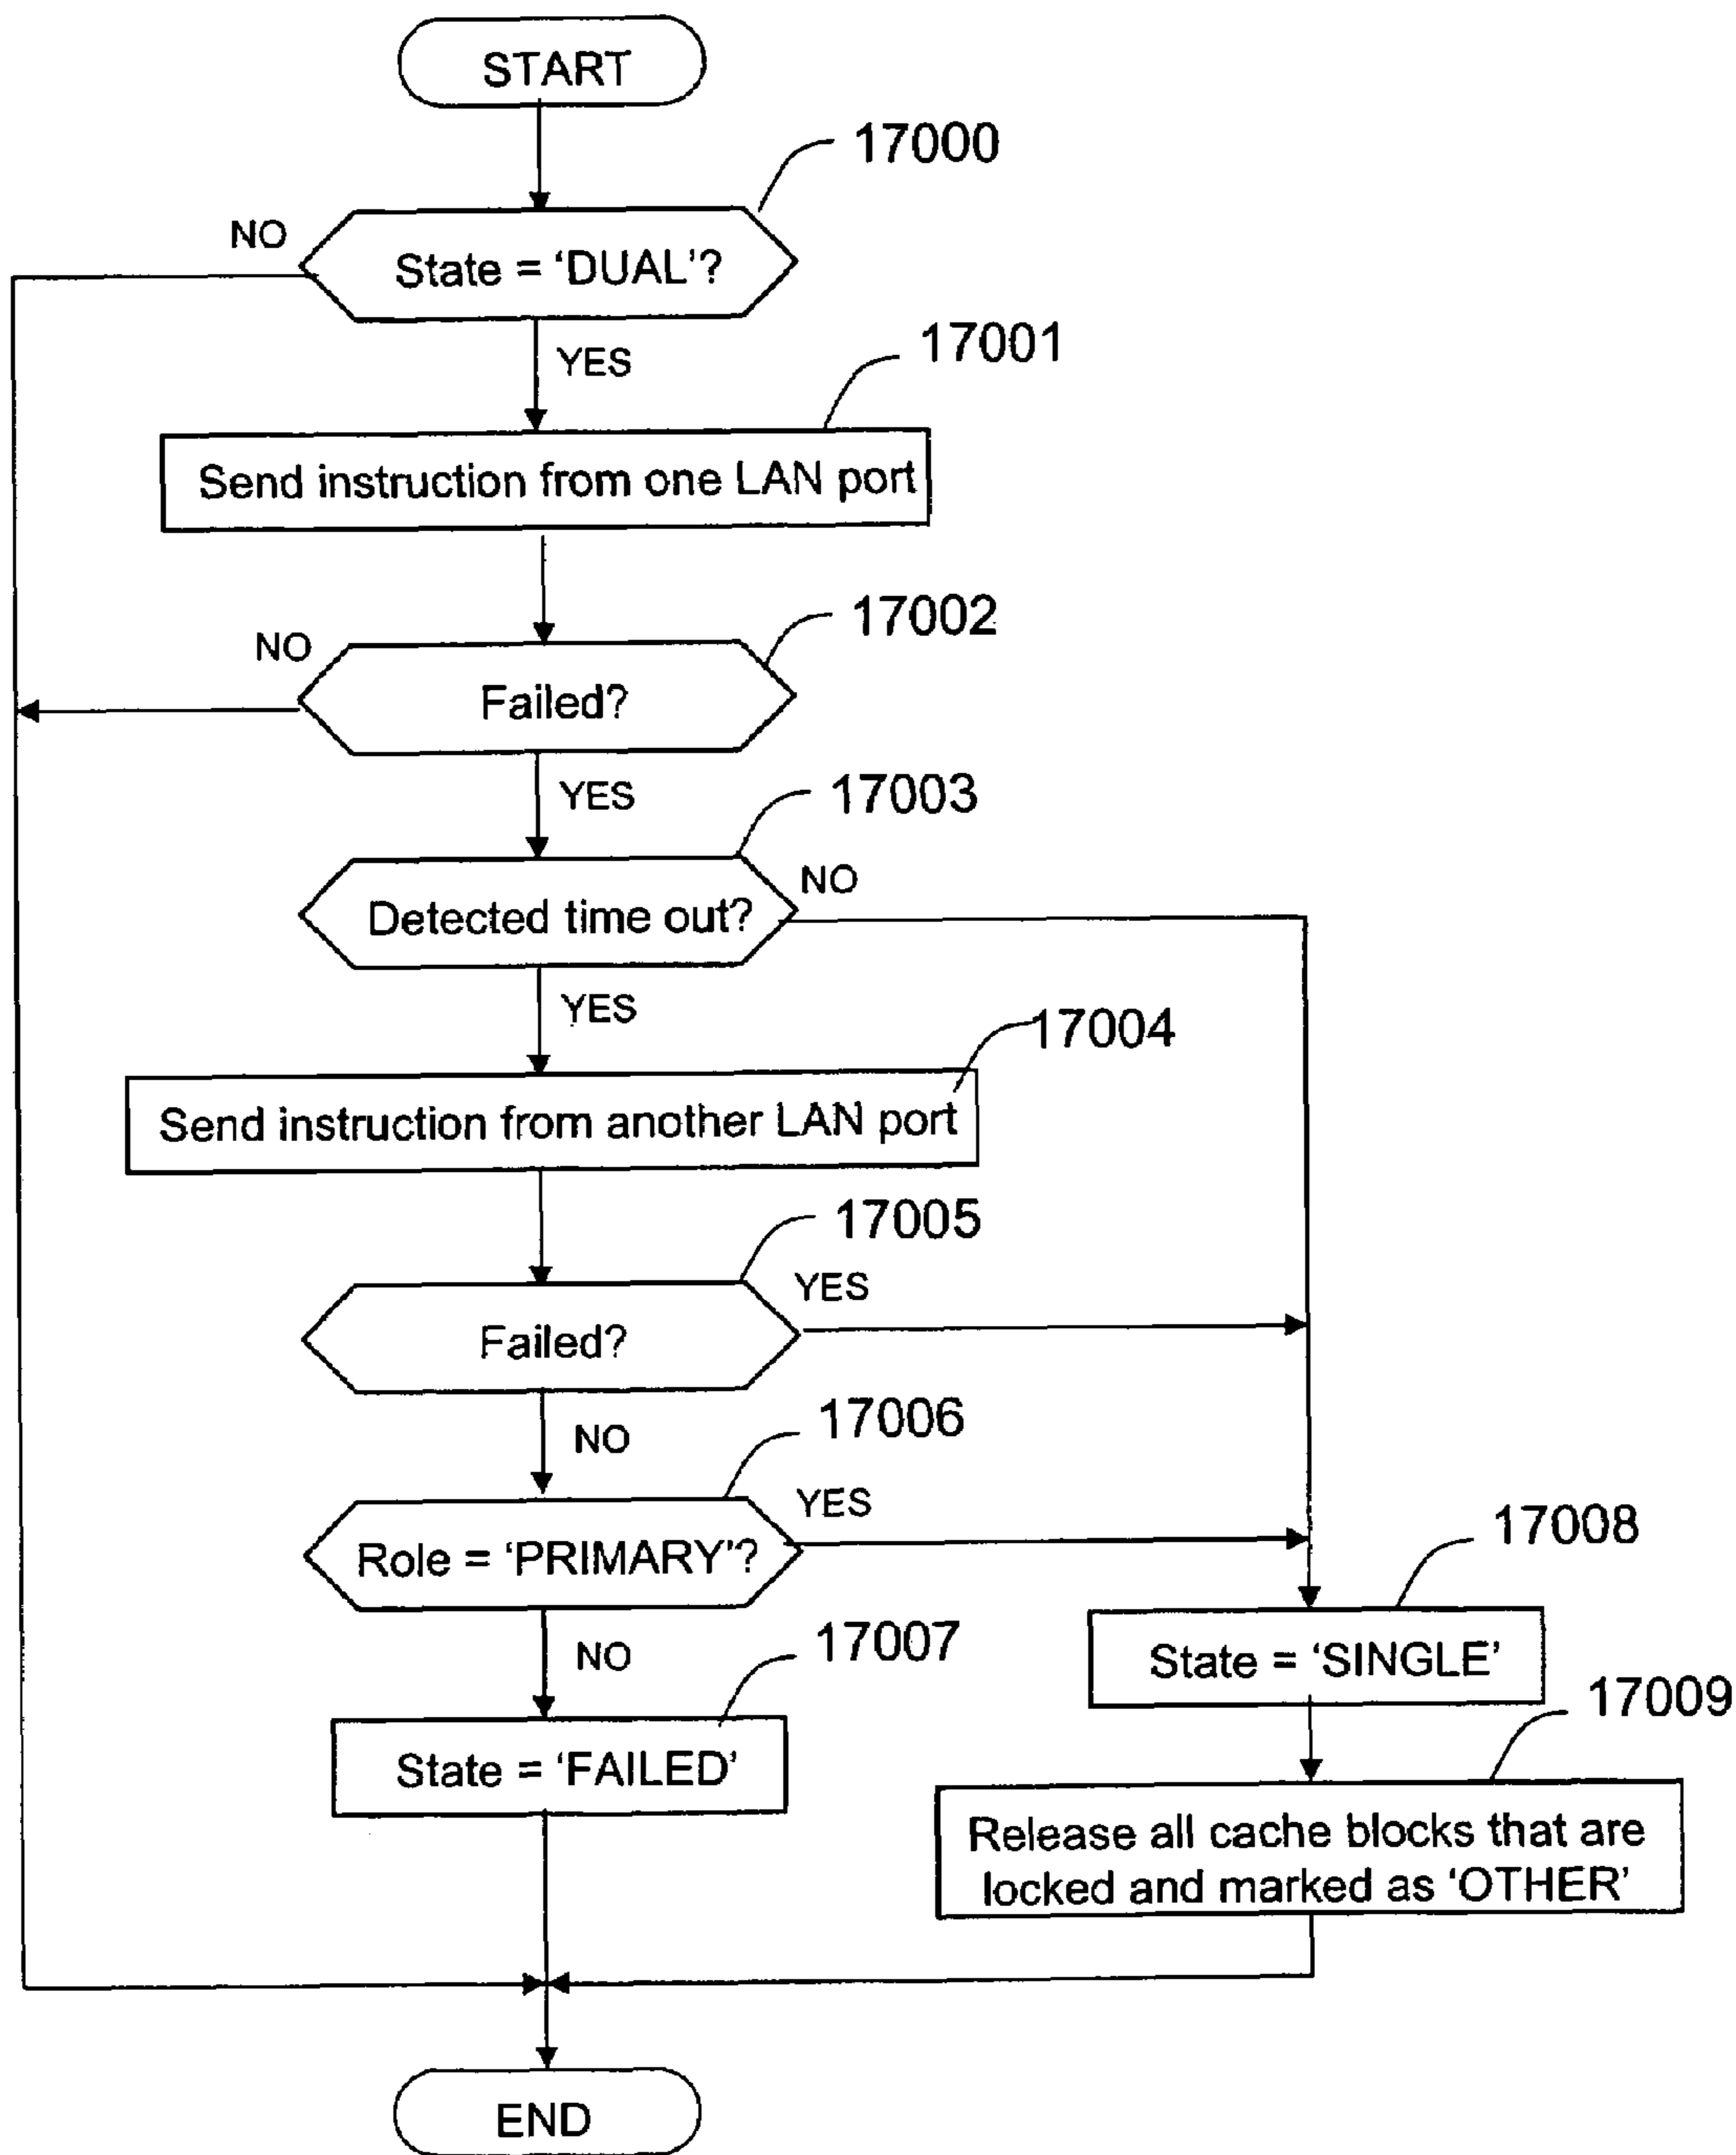 START
17000
NO
State = 'DUAL'?
YES
17001
Send instruction from one LAN port
17002
NO
Failed?
YES
17003
NO
Detected time out?
YES
17004
Send instruction from another LAN port
17005
YES
Failed?
NO
17006
YES
Role = 'PRIMARY'?
NO
17007
State = 'FAILED'
17008
State = 'SINGLE'
17009
Release all cache blocks that are
locked and marked as 'OTHER'
END